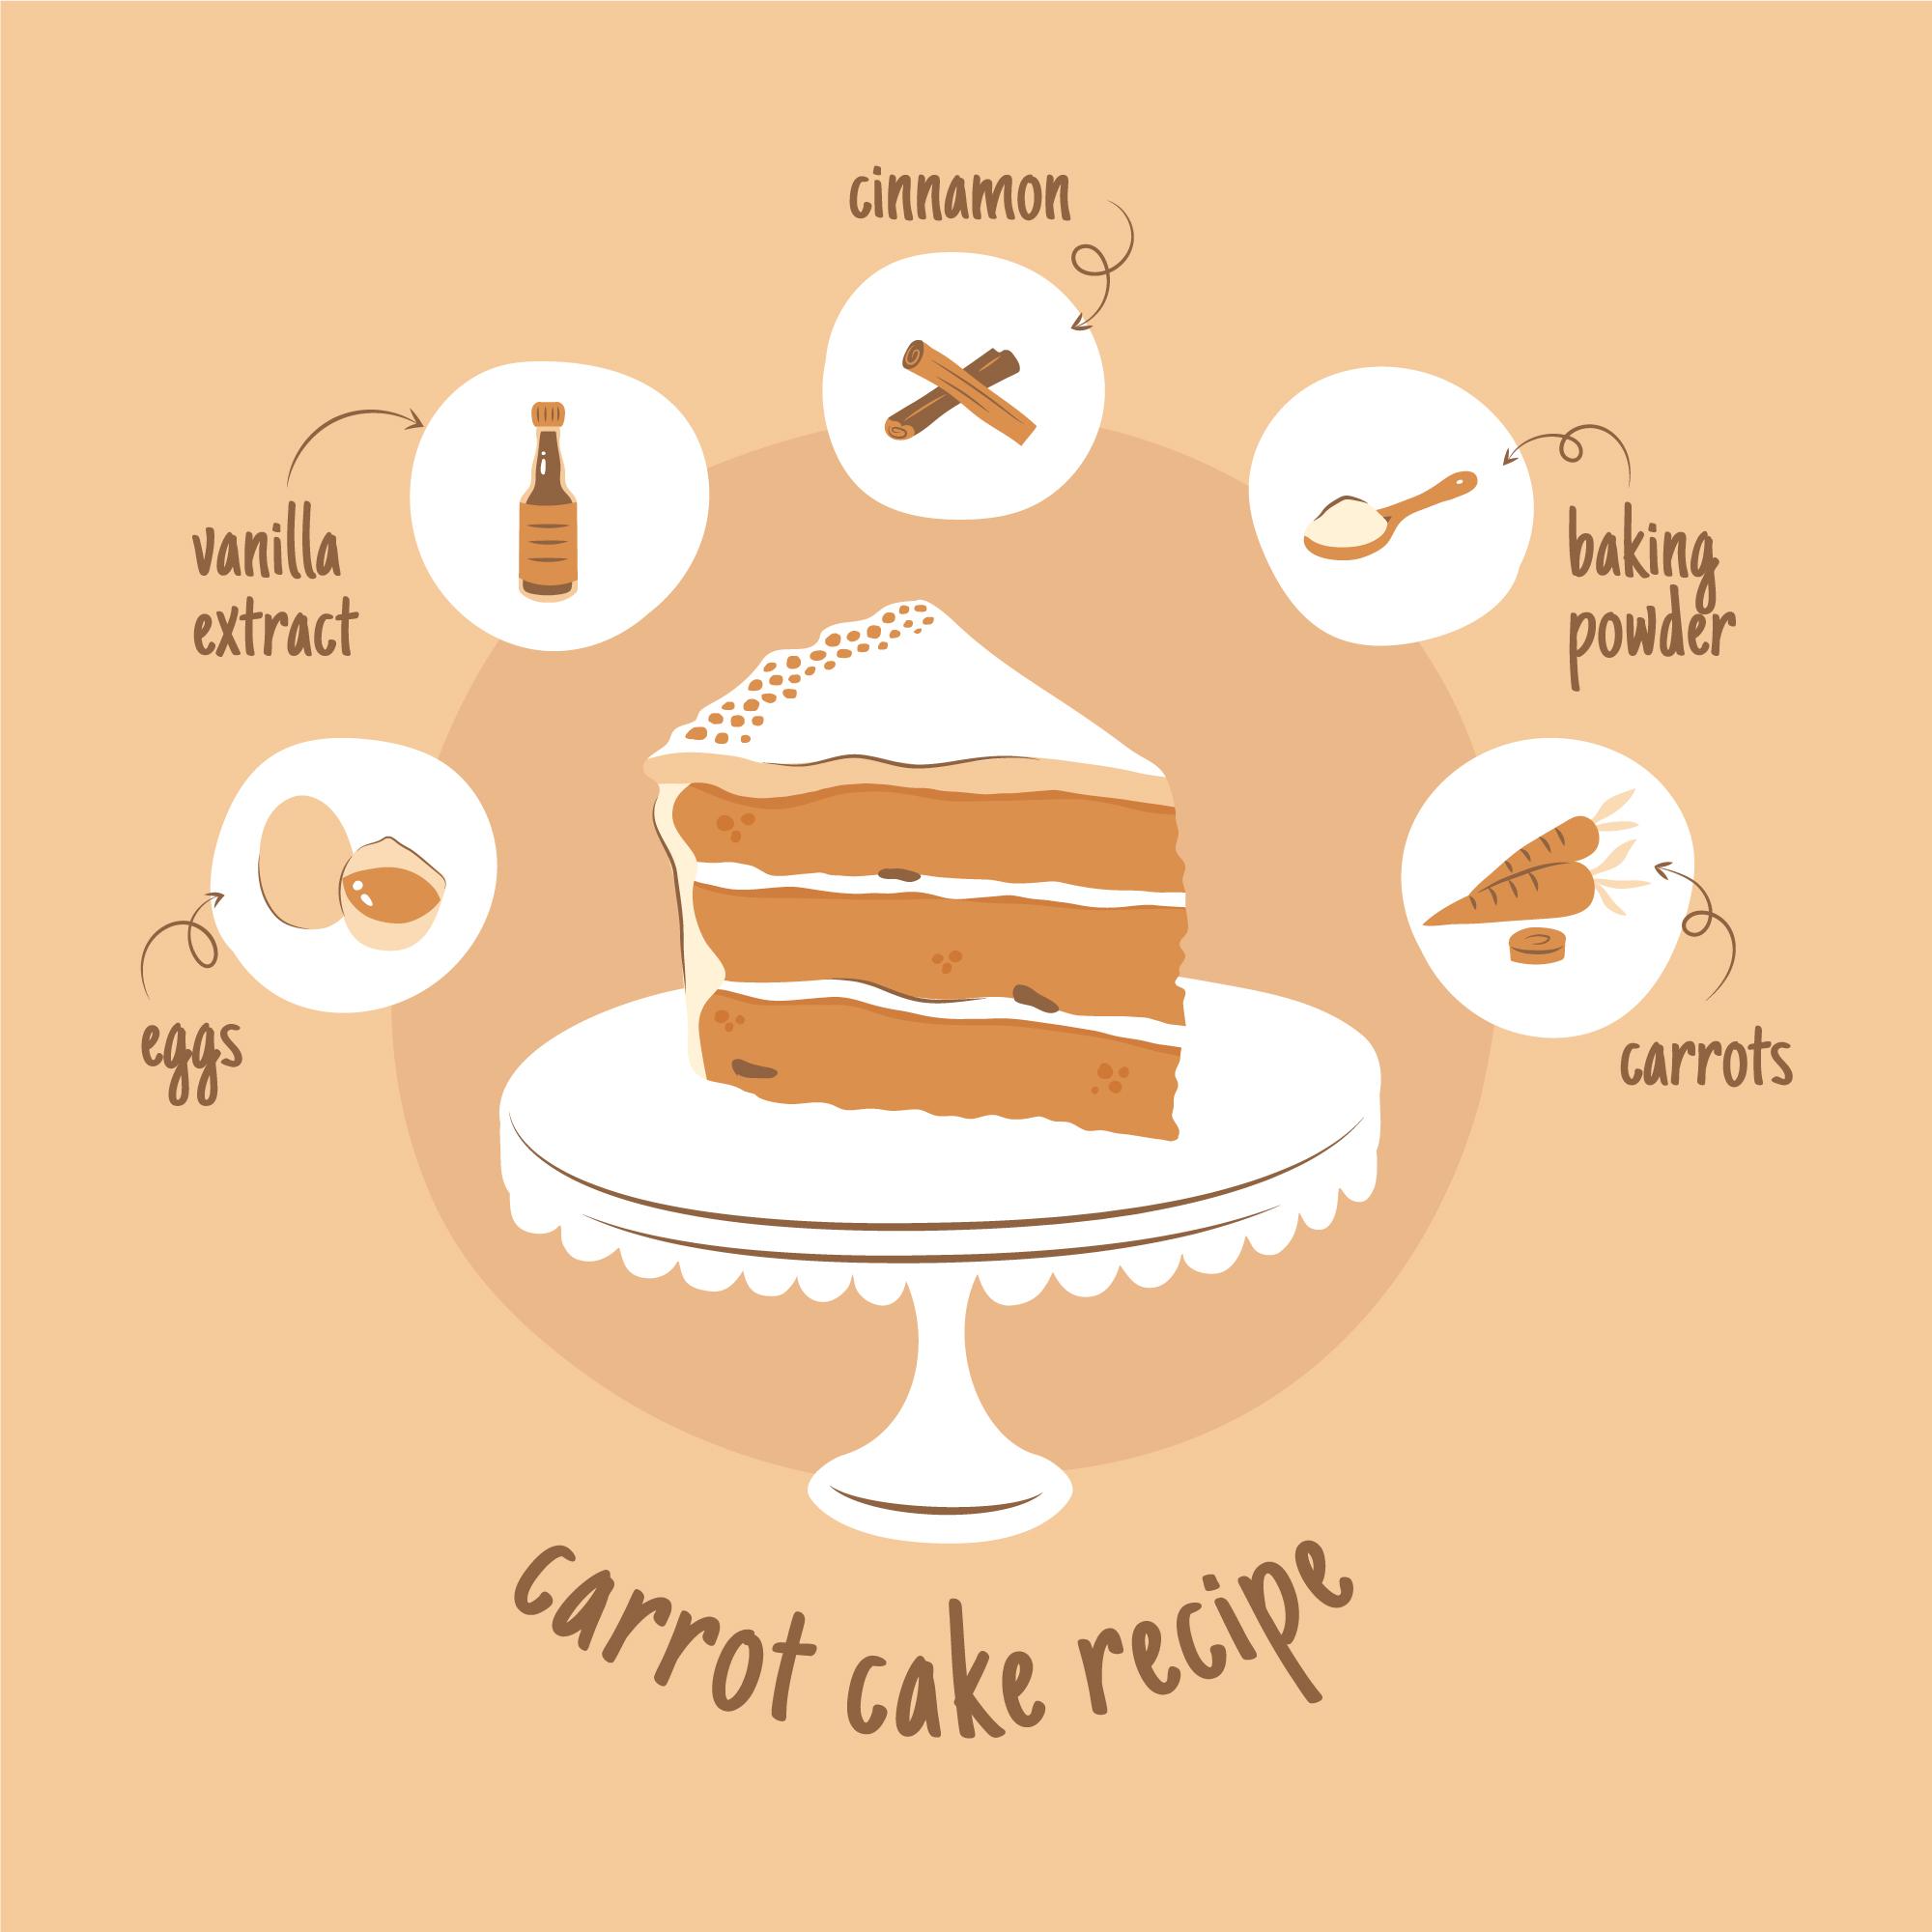 cinnamon
vanilla
extract
baking
powder
eggs
carrots
carrot cake recipe